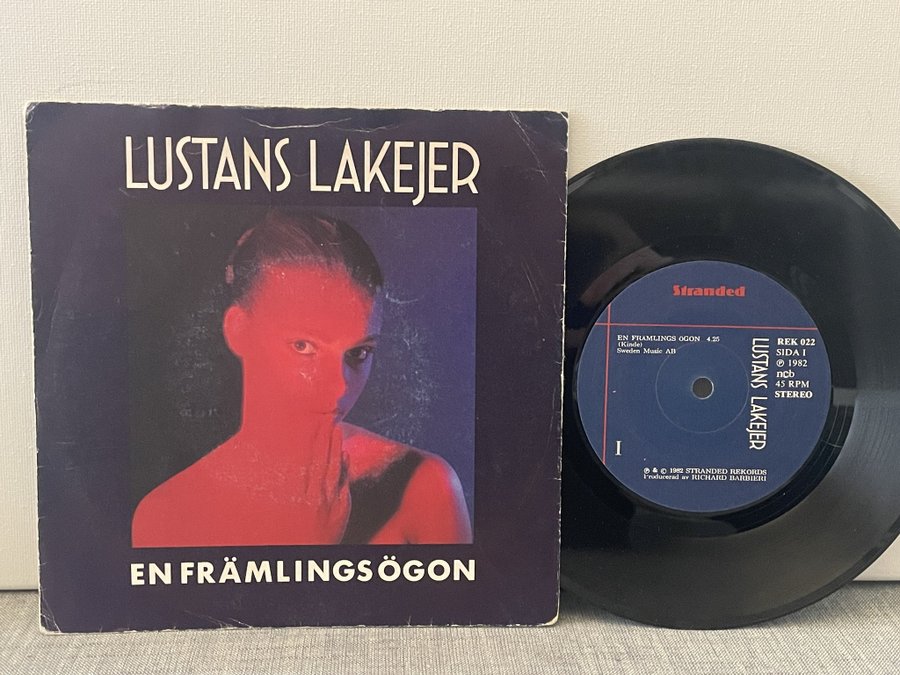 LUSTANS LAKEJER
EN FRÄMLINGSÖGON
Stranded
EN FRAMLINGS OGON 4.25
(Kinde)
Sweden Music AB
REK 022
SIDA I
℗ 1982
ncb
45 RPM
STEREO
LUSTANS LAKEJER
I
℗ & © 1982 STRANDED REKORDS
Producerad av RICHARD BARBIERI